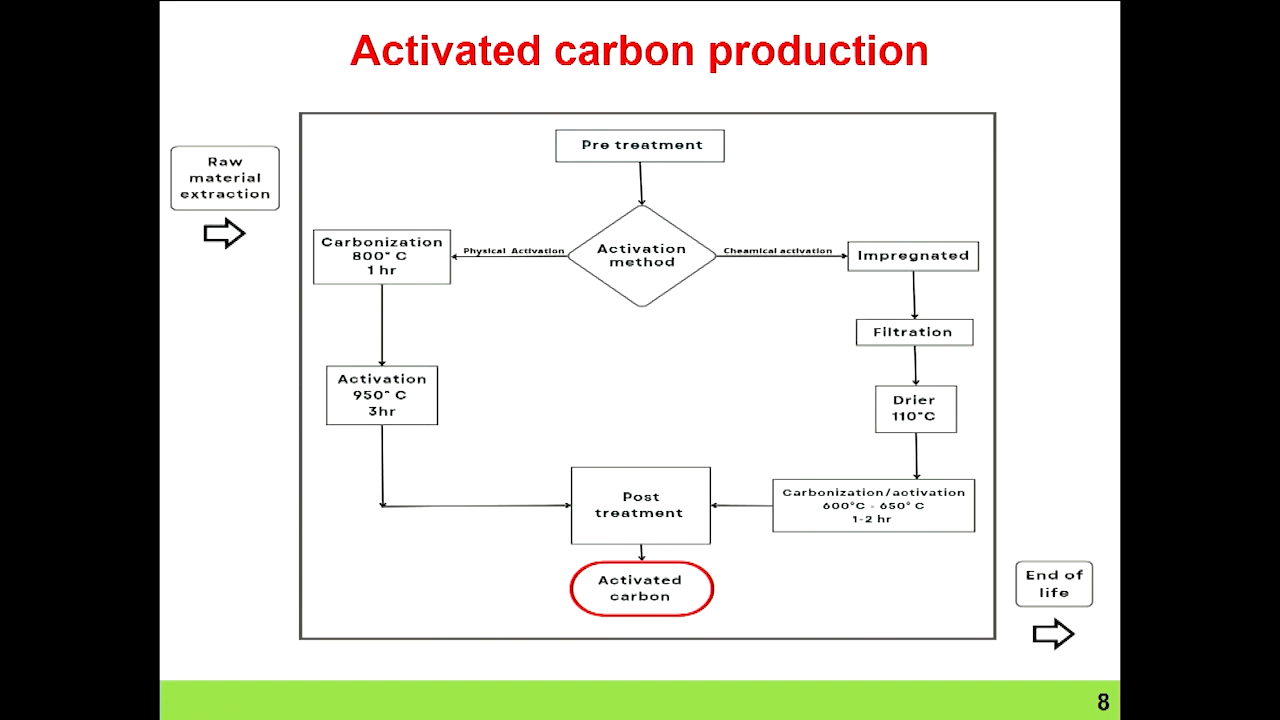 Activated carbon production
Raw
material
extraction
Pre treatment
Activation
method
Physical Activation
Cheamical activation
Carbonization
800° C
1 hr
Impregnated
Filtration
Activation
950° C
3hr
Drier
110°C
Carbonization/activation
600°C - 650° C
1-2 hr
Post
treatment
Activated
carbon
End of
life
8